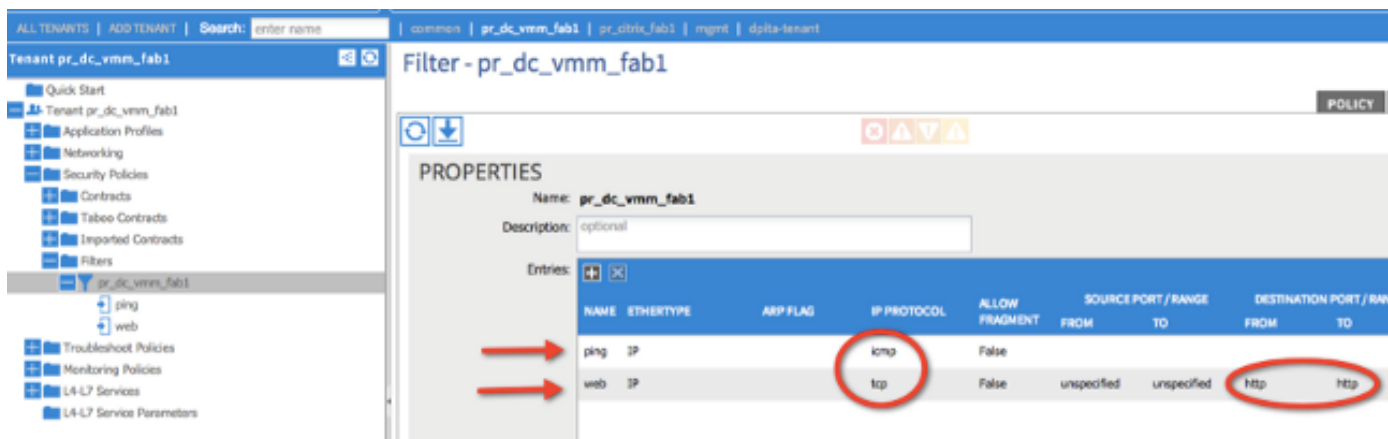 ALL TENANTS | ADD TENANT | Search: enter name | common | pr_dc_vmm_fab1 | pr_citrix_fab1 | mgmt | dpita-tenant
Tenant pr_dc_vmm_fab1
Quick Start
Tenant pr_dc_vmm_fab1
Application Profiles
Networking
Security Policies
Contracts
Taboo Contracts
Imported Contracts
Filters
pr_dc_vmm_fab1
ping
web
Troubleshoot Policies
Monitoring Policies
L4-L7 Services
L4-L7 Service Parameters
Filter - pr_dc_vmm_fab1
POLICY
PROPERTIES
Name: pr_dc_vmm_fab1
Description: optional
Entries:
SOURCE PORT / RANGE DESTINATION PORT / RAN
NAME ETHERTYPE ARP FLAG IP PROTOCOL ALLOW FRAGMENT FROM TO FROM TO
ping IP icmp False
web IP tcp False unspecified unspecified http http